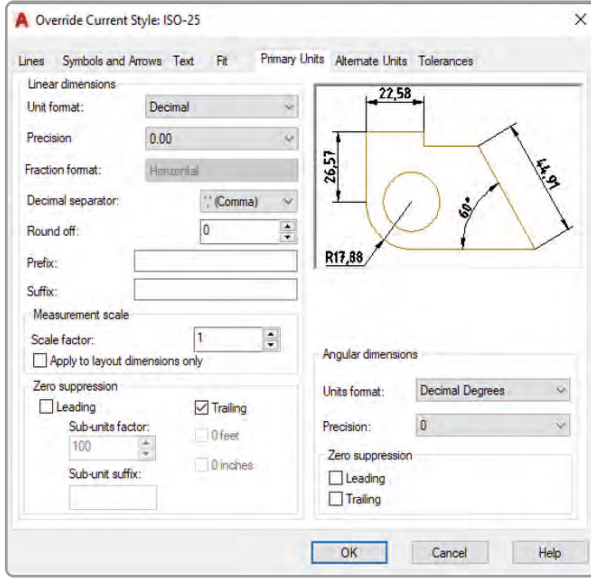 Override Current Style: ISO-25
Lines Symbols and Arrows Text Fit Primary Units Alternate Units Tolerances
Linear dimensions
Unit format: Decimal
Precision 0.00
Fraction format: Horizontal
Decimal separator: ',' (Comma)
Round off: 0
Prefix:
Suffix:
Measurement scale
Scale factor: 1
Apply to layout dimensions only
Zero suppression
Leading
Trailing
Sub-units factor:
0 feet
100
0 inches
Sub-unit suffix:
22,58
26,57
44,91
60°
R17,88
Angular dimensions
Units format: Decimal Degrees
Precision: 0
Zero suppression
Leading
Trailing
OK Cancel Help